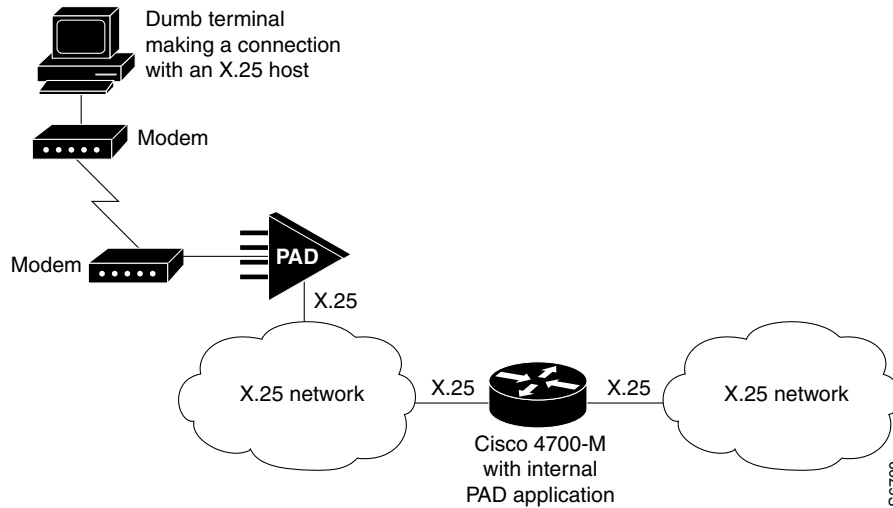 Dumb terminal
making a connection
with an X.25 host
Modem
Modem
PAD
X.25
X.25 network
X.25
X.25
X.25 network
Cisco 4700-M
with internal
PAD application